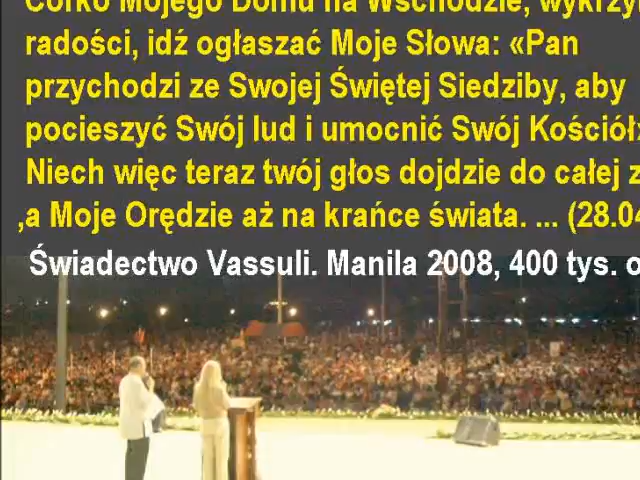 Córko Mojego Domu na Wschodzie,
radości, idź ogłaszać Moje Słowa: «Pan
przychodzi ze Swojej Świętej Siedziby, aby
pocieszyć Swój lud i umocnić Swój Kościół
Niech więc teraz twój głos dojdzie do całej z
,a Moje Orędzie aż na krańce świata. ... (28.04
Świadectwo Vassuli. Manila 2008, 400 tys. o